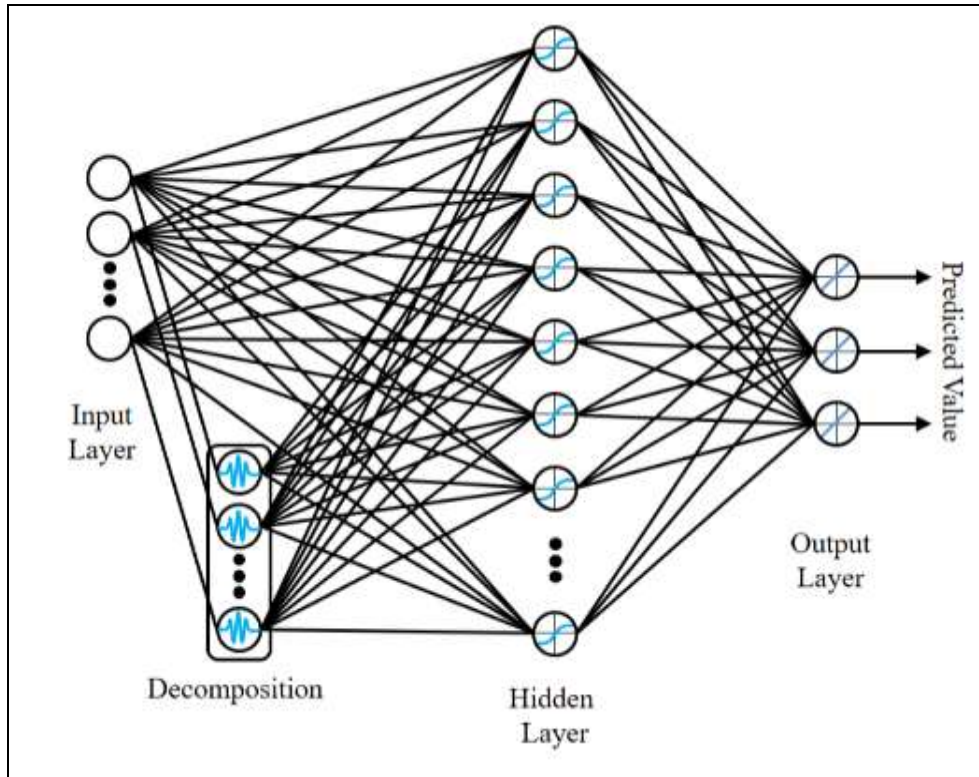 Input
Layer
Decomposition
Hidden
Layer
Output
Layer
Predicted Value